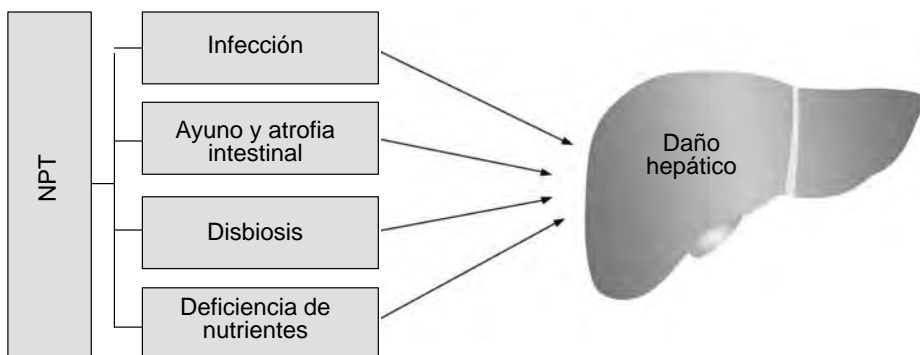 NPT
Infección
Ayuno y atrofia
intestinal
Disbiosis
Deficiencia de
nutrientes
Daño
hepático